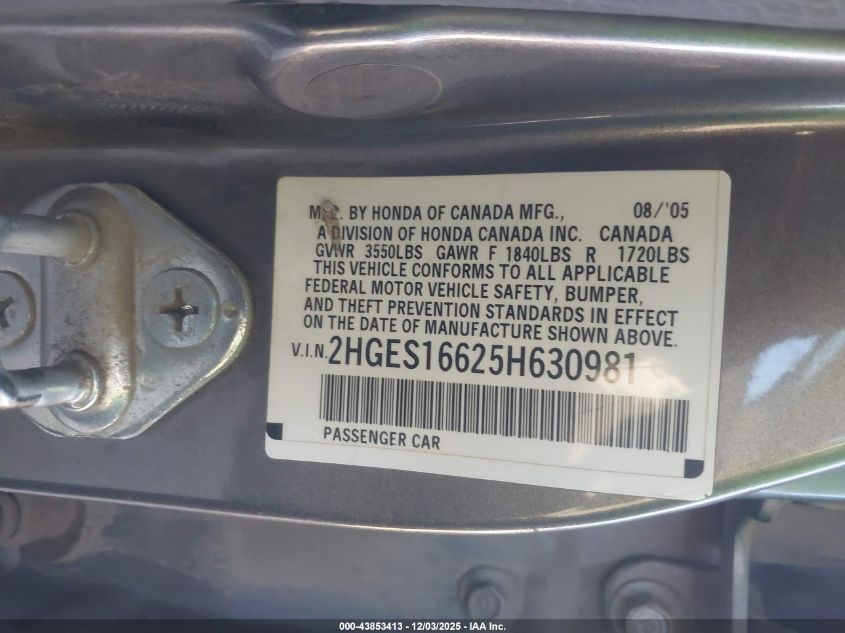 MFG. BY HONDA OF CANADA MFG., 08/'05
A DIVISION OF HONDA CANADA INC. CANADA
GVWR 3550LBS GAWR F 1840LBS R 1720LBS
THIS VEHICLE CONFORMS TO ALL APPLICABLE
FEDERAL MOTOR VEHICLE SAFETY, BUMPER,
AND THEFT PREVENTION STANDARDS IN EFFECT
ON THE DATE OF MANUFACTURE SHOWN ABOVE.
V.I.N. 2HGES16625H630981
PASSENGER CAR
000-43853413 - 12/03/2025 - IAA Inc.